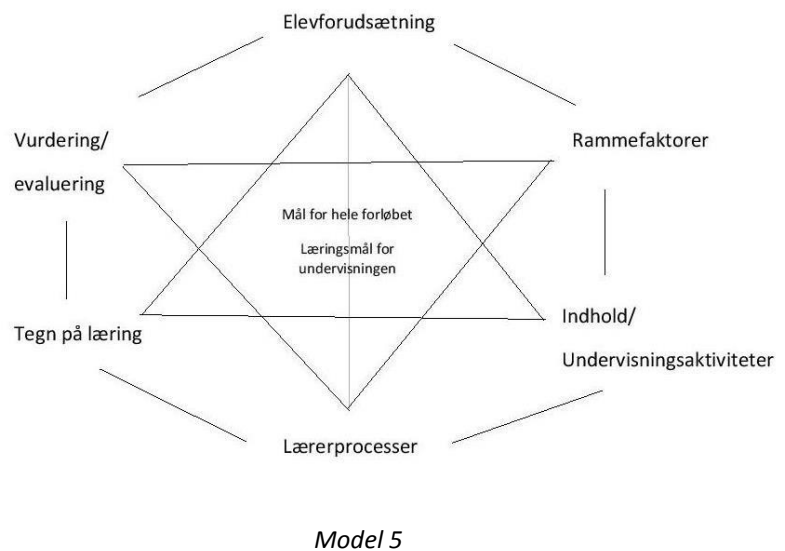 Elevforudsætning
Vurdering/
evaluering
Rammefaktorer
Mål for hele forløbet
Læringsmål for
undervisningen
Tegn på læring
Indhold/
Undervisningsaktiviteter
Lærerprocesser
Model 5